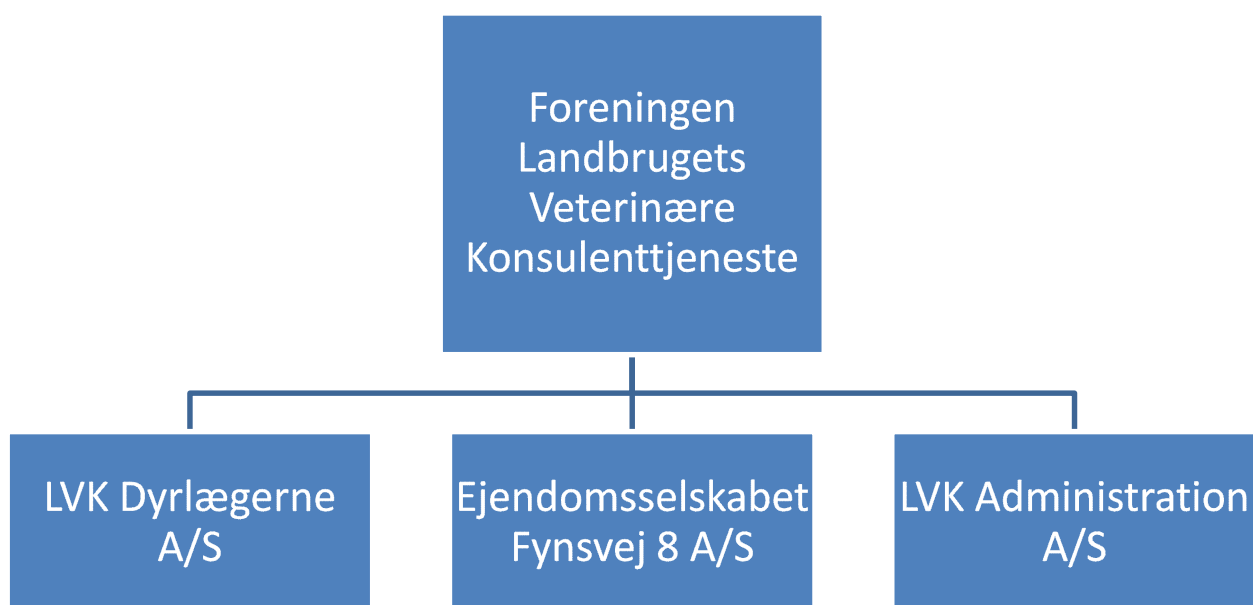 Foreningen
Landbrugets
Veterinære
Konsulenttjeneste
LVK Dyrlægerne
A/S
Ejendomsselskabet
Fynsvej 8 A/S
LVK Administration
A/S